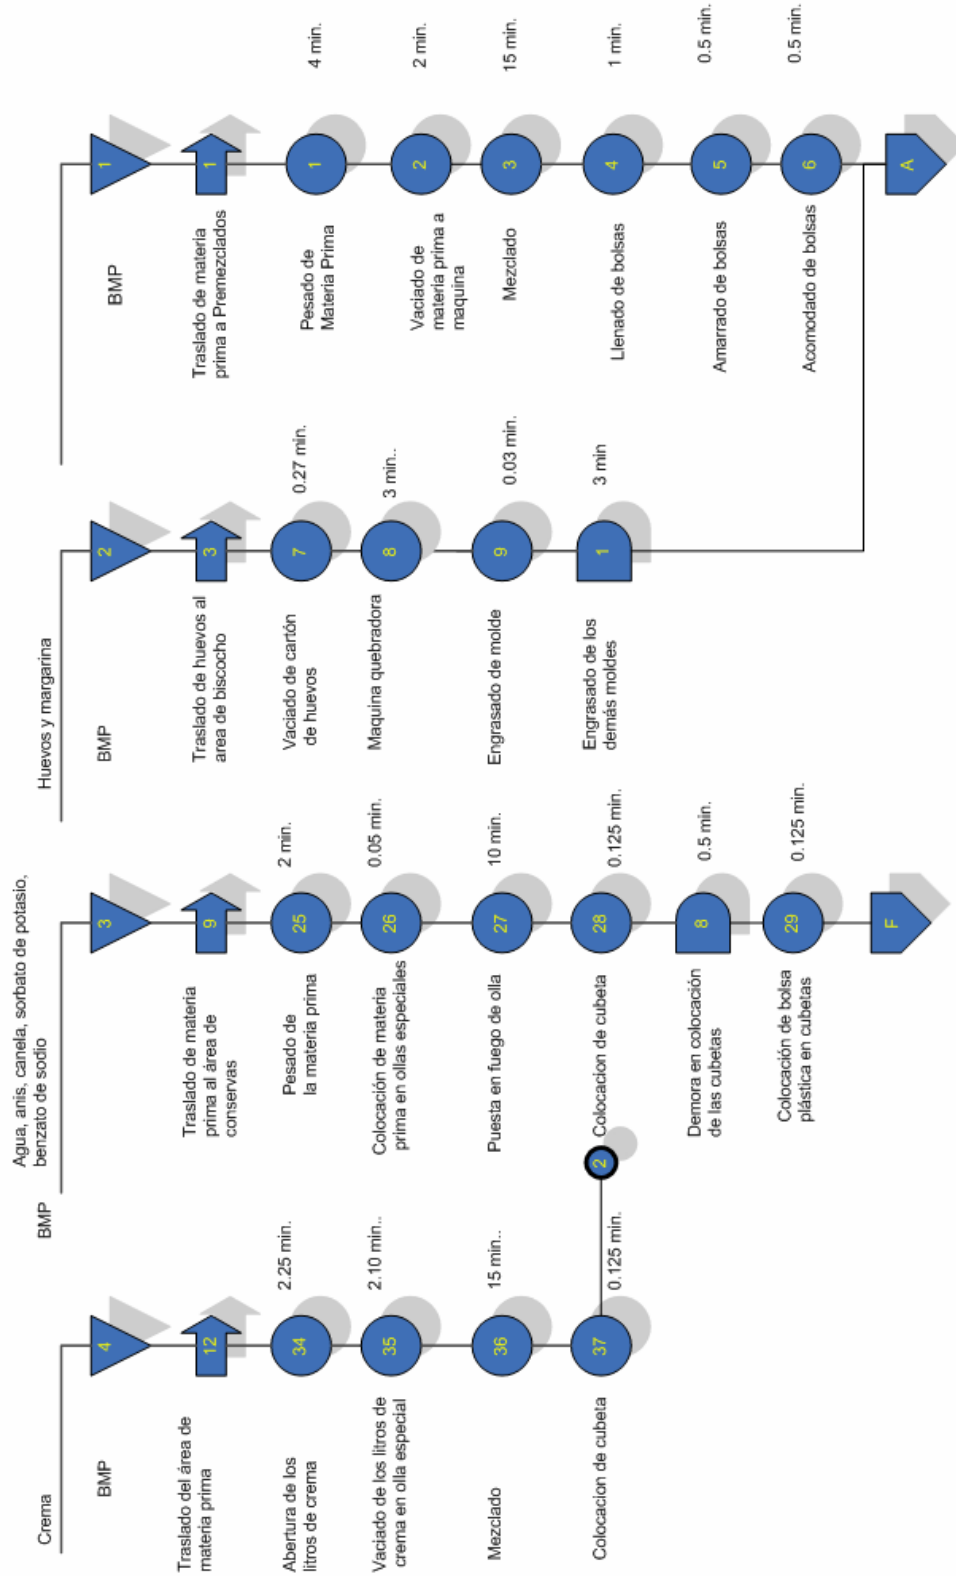 Crema
BMP
4
Traslado del área de
materia prima
12
Abertura de los
litros de crema
34
2.25 min.
Vaciado de los litros de
crema en olla especial
35
2.10 min..
Mezclado
36
15 min..
Colocacion de cubeta
37
0.125 min.
2
Agua, anis, canela, sorbato de potasio,
benzato de sodio
BMP
3
Traslado de materia
prima al área de
conservas
9
Pesado de
la materia prima
25
2 min.
Colocación de materia
prima en ollas especiales
26
0.05 min.
Puesta en fuego de olla
27
10 min.
Colocacion de cubeta
28
0.125 min.
Demora en colocación
de las cubetas
8
0.5 min.
Colocación de bolsa
plástica en cubetas
29
0.125 min.
F
Huevos y margarina
BMP
2
Traslado de huevos al
area de biscocho
3
Vaciado de cartón
de huevos
7
0.27 min.
Maquina quebradora
8
3 min..
Engrasado de molde
9
0.03 min.
Engrasado de los
demás moldes
1
3 min
BMP
1
Traslado de materia
prima a Premezclados
1
Pesado de
Materia Prima
1
4 min.
Vaciado de
materia prima a
maquina
2
2 min.
Mezclado
3
15 min.
Llenado de bolsas
4
1 min.
Amarrado de bolsas
5
0.5 min.
Acomodado de bolsas
6
0.5 min.
A